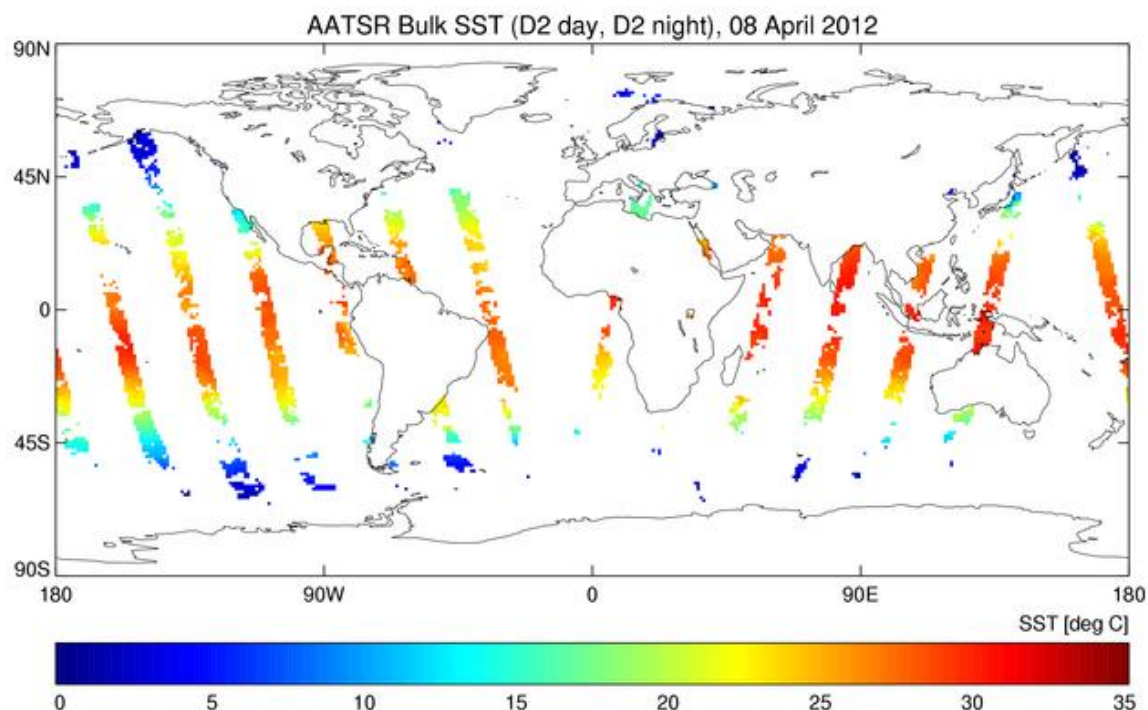 AATSR Bulk SST (D2 day, D2 night), 08 April 2012
90N
45N
0
45S
90S
180 90W 0 90E 180
SST [deg C]
0 5 10 15 20 25 30 35